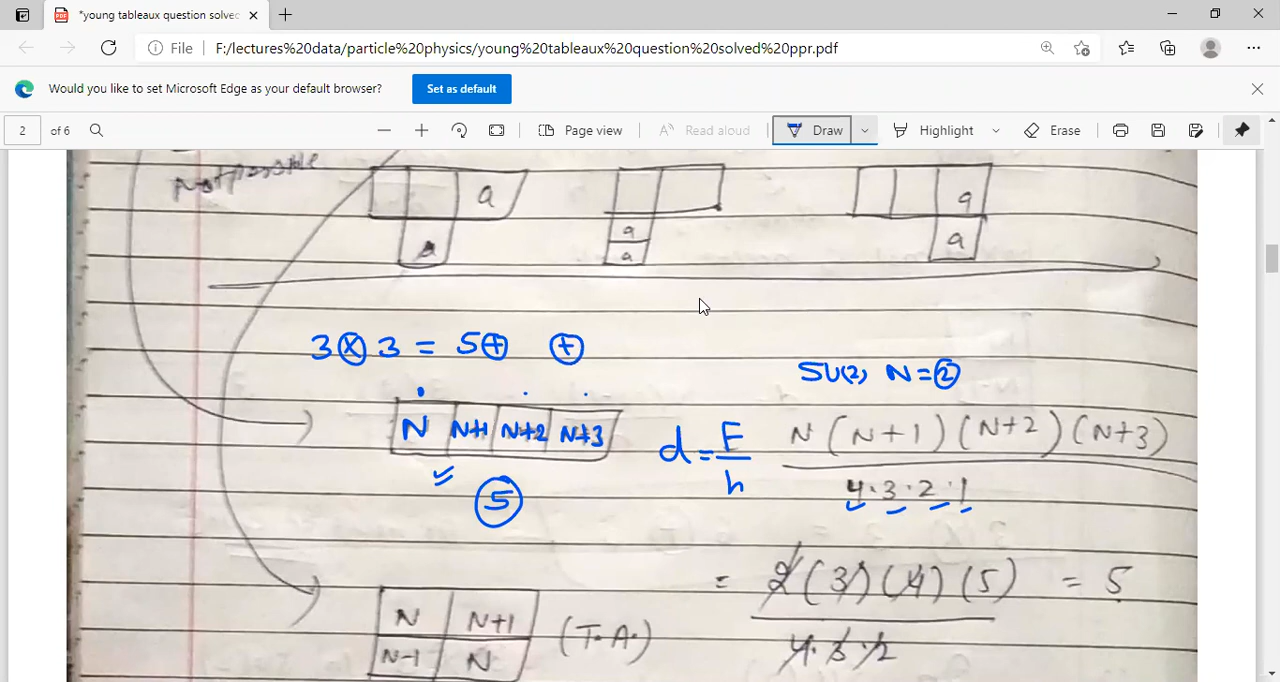 *young tableaux question solved
File F:/lectures%20data/particle%20physics/young%20tableaux%20question%20solved%20ppr.pdf
Would you like to set Microsoft Edge as your default browser? Set as default
2 of 6 Page view Read aloud Draw Highlight Erase
Not possible
a
a a a
a a a
3 ⊗ 3 = 5 ⊕ ⊕
SU(2) N = 2
N N+1 N+2 N+3 d = F/h N(N+1)(N+2)(N+3)
4.3.2.1
5
= 2(3)(4)(5) = 5
4.3.2
N N+1 (T.A.)
N-1 N